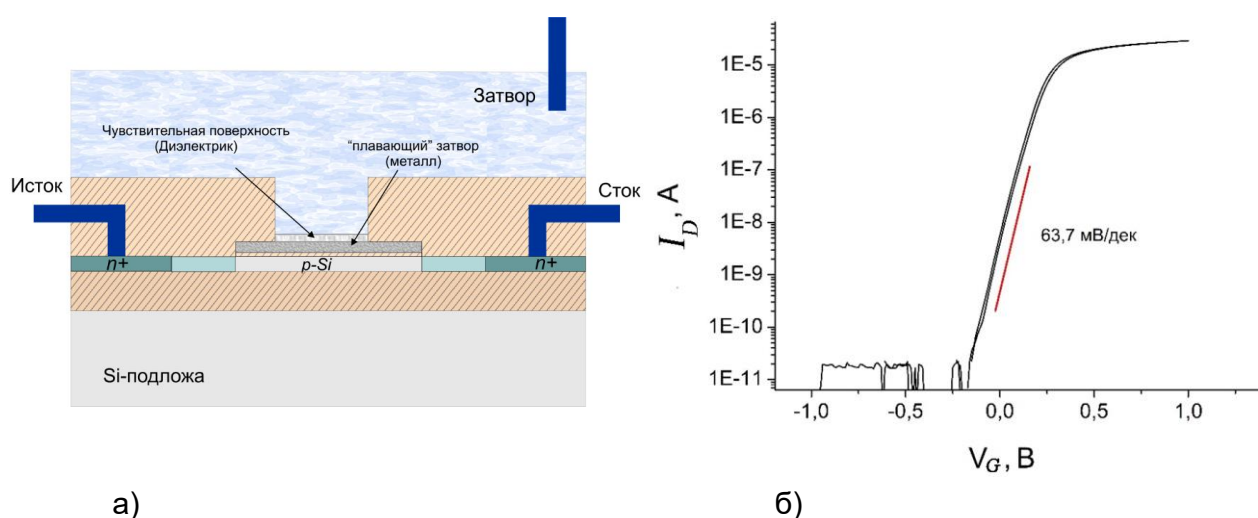 Затвор
Чувствительная поверхность
(Диэлектрик)
"плавающий" затвор
(металл)
Исток
Сток
n+
p-Si
n+
Si-подложа
а)
I_D, А
1E-5
1E-6
1E-7
1E-8
1E-9
1E-10
1E-11
63,7 мВ/дек
-1,0
-0,5
0,0
0,5
1,0
V_G, В
б)